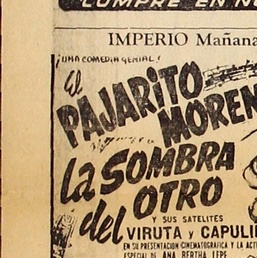 COMPRE EN
IMPERIO Mañana
¡UNA COMEDIA GENIAL!
El
PAJARITO
MOREN
La SOMBRA
del OTRO
Y SUS SATELITES
VIRUTA y CAPULI
EN SU PRESENTACION CINEMATOGRAFICA Y LA ACT
ESPECIAL DE ANA BERTHA LEPE